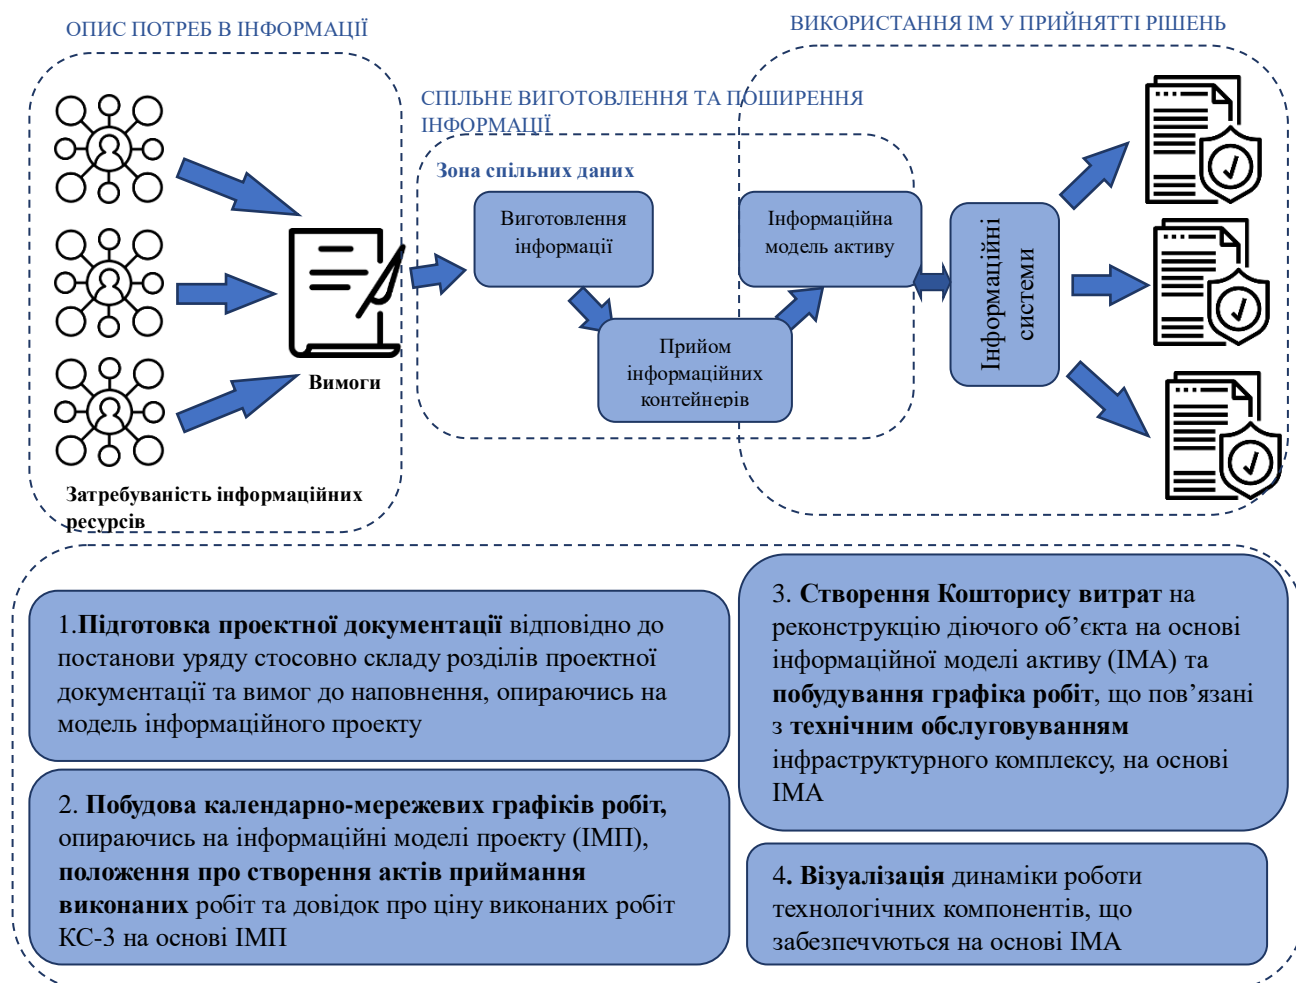 ОПИС ПОТРЕБ В ІНФОРМАЦІЇ
ВИКОРИСТАННЯ ІМ У ПРИЙНЯТТІ РІШЕНЬ
СПІЛЬНЕ ВИГОТОВЛЕННЯ ТА ПОШИРЕННЯ
ІНФОРМАЦІЇ
Зона спільних даних
Виготовлення
інформації
Інформаційна
модель активу
Інформаційні
системи
Прийом
інформаційних
контейнерів
Вимоги
Затребуваність інформаційних
ресурсів
1.Підготовка проектної документації відповідно до
постанови уряду стосовно складу розділів проектної
документації та вимог до наповнення, опираючись на
модель інформаційного проекту
2. Побудова календарно-мережевих графіків робіт,
опираючись на інформаційні моделі проекту (ІМП),
положення про створення актів приймання
виконаних робіт та довідок про ціну виконаних робіт
КС-3 на основі ІМП
3. Створення Кошторису витрат на
реконструкцію діючого об’єкта на основі
інформаційної моделі активу (ІМА) та
побудування графіка робіт, що пов’язані
з технічним обслуговуванням
інфраструктурного комплексу, на основі
ІМА
4. Візуалізація динаміки роботи
технологічних компонентів, що
забезпечуються на основі ІМА